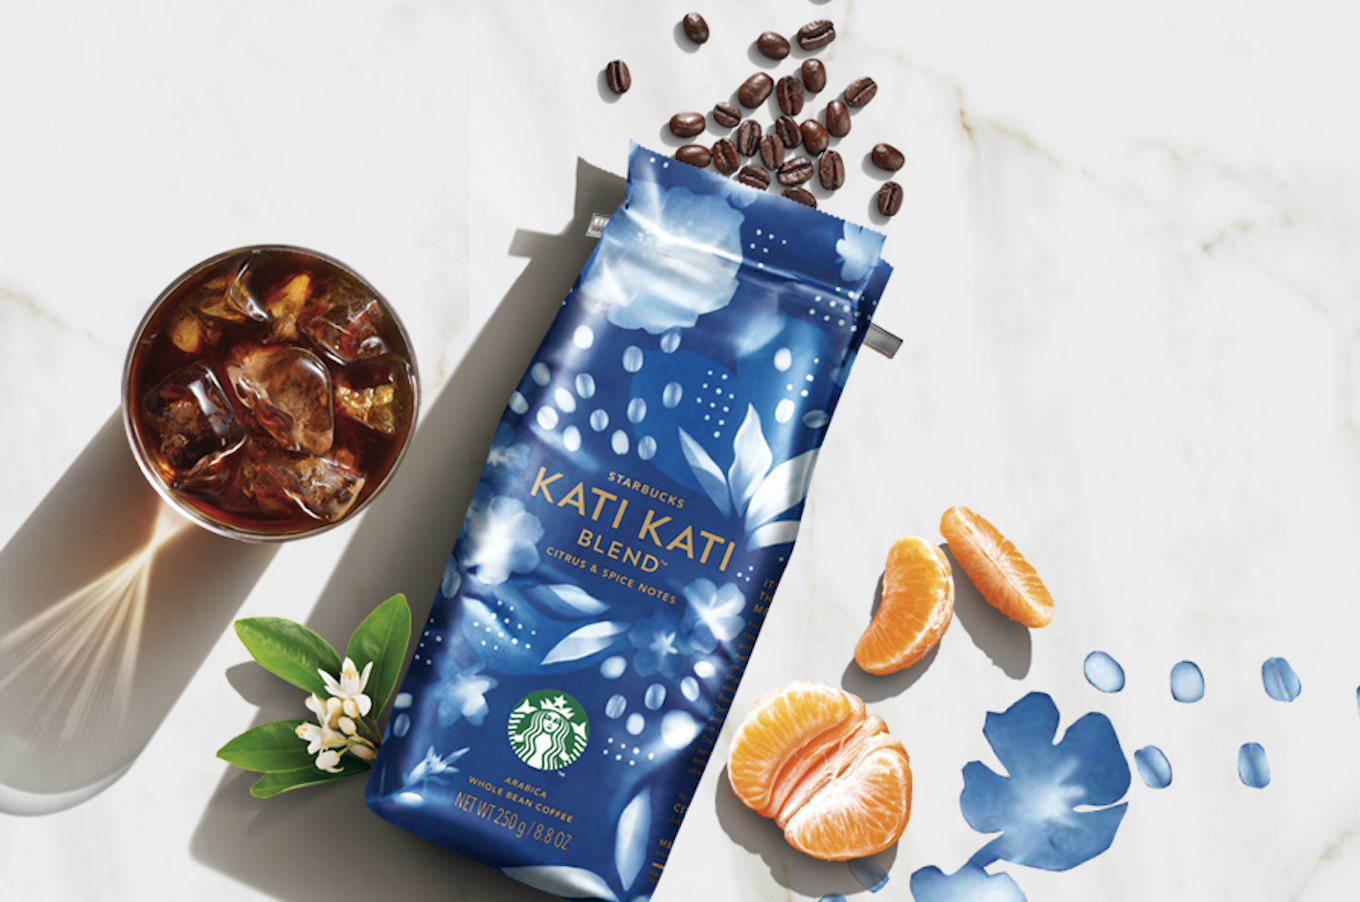 STARBUCKS
KATI KATI
BLEND™
CITRUS & SPICE NOTES
ARABICA
WHOLE BEAN COFFEE
NET WT 250 g / 8.8 OZ